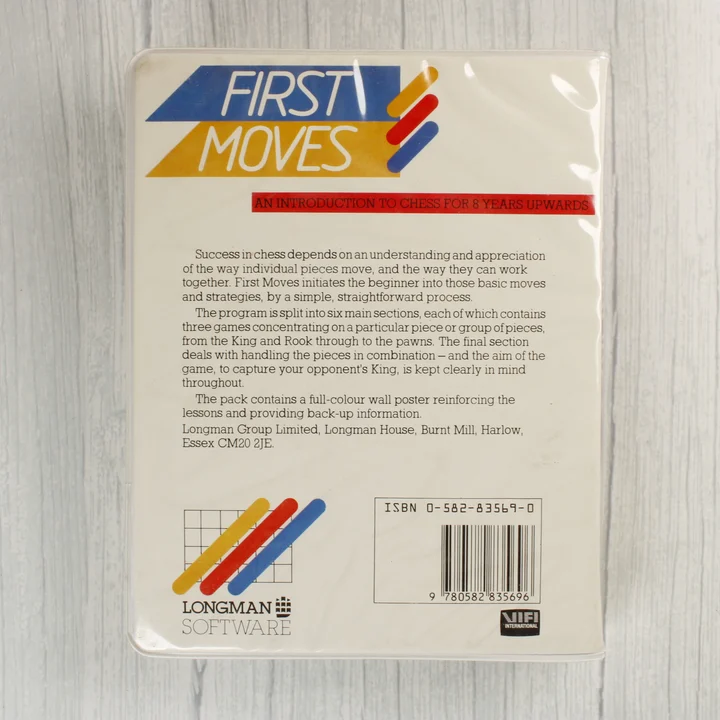 FIRST
MOVES
AN INTRODUCTION TO CHESS FOR 8 YEARS UPWARDS
Success in chess depends on an understanding and appreciation
of the way individual pieces move, and the way they can work
together. First Moves initiates the beginner into those basic moves
and strategies, by a simple, straightforward process.
The program is split into six main sections, each of which contains
three games concentrating on a particular piece or group of pieces,
from the King and Rook through to the pawns. The final section
deals with handling the pieces in combination – and the aim of the
game, to capture your opponent's King, is kept clearly in mind
throughout.
The pack contains a full-colour wall poster reinforcing the
lessons and providing back-up information.
Longman Group Limited, Longman House, Burnt Mill, Harlow,
Essex CM20 2JE.
ISBN 0-582-83569-0
9 780582 835696
LONGMAN
SOFTWARE
VIFI
INTERNATIONAL